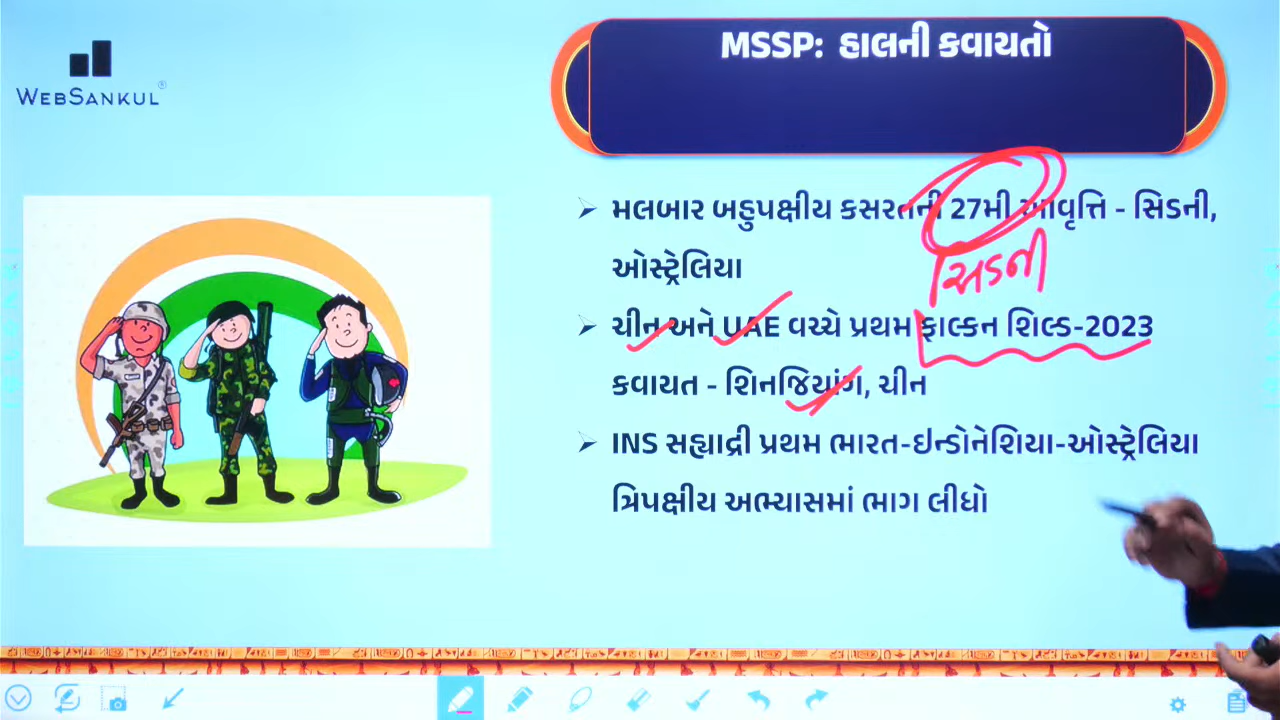 WEBSANKUL
MSSP: હાલની કવાયતો
➢ મલબાર બહુપક્ષીય કસરતની 27મી આવૃત્તિ - સિડની,
ઓસ્ટ્રેલિયા
સિડની
➢ ચીન અને UAE વચ્ચે પ્રથમ ફાલ્કન શિલ્ડ-2023
કવાયત - શિનજિયાંગ, ચીન
➢ INS સહ્યાદ્રી પ્રથમ ભારત-ઇન્ડોનેશિયા-ઓસ્ટ્રેલિયા
ત્રિપક્ષીય અભ્યાસમાં ભાગ લીધો